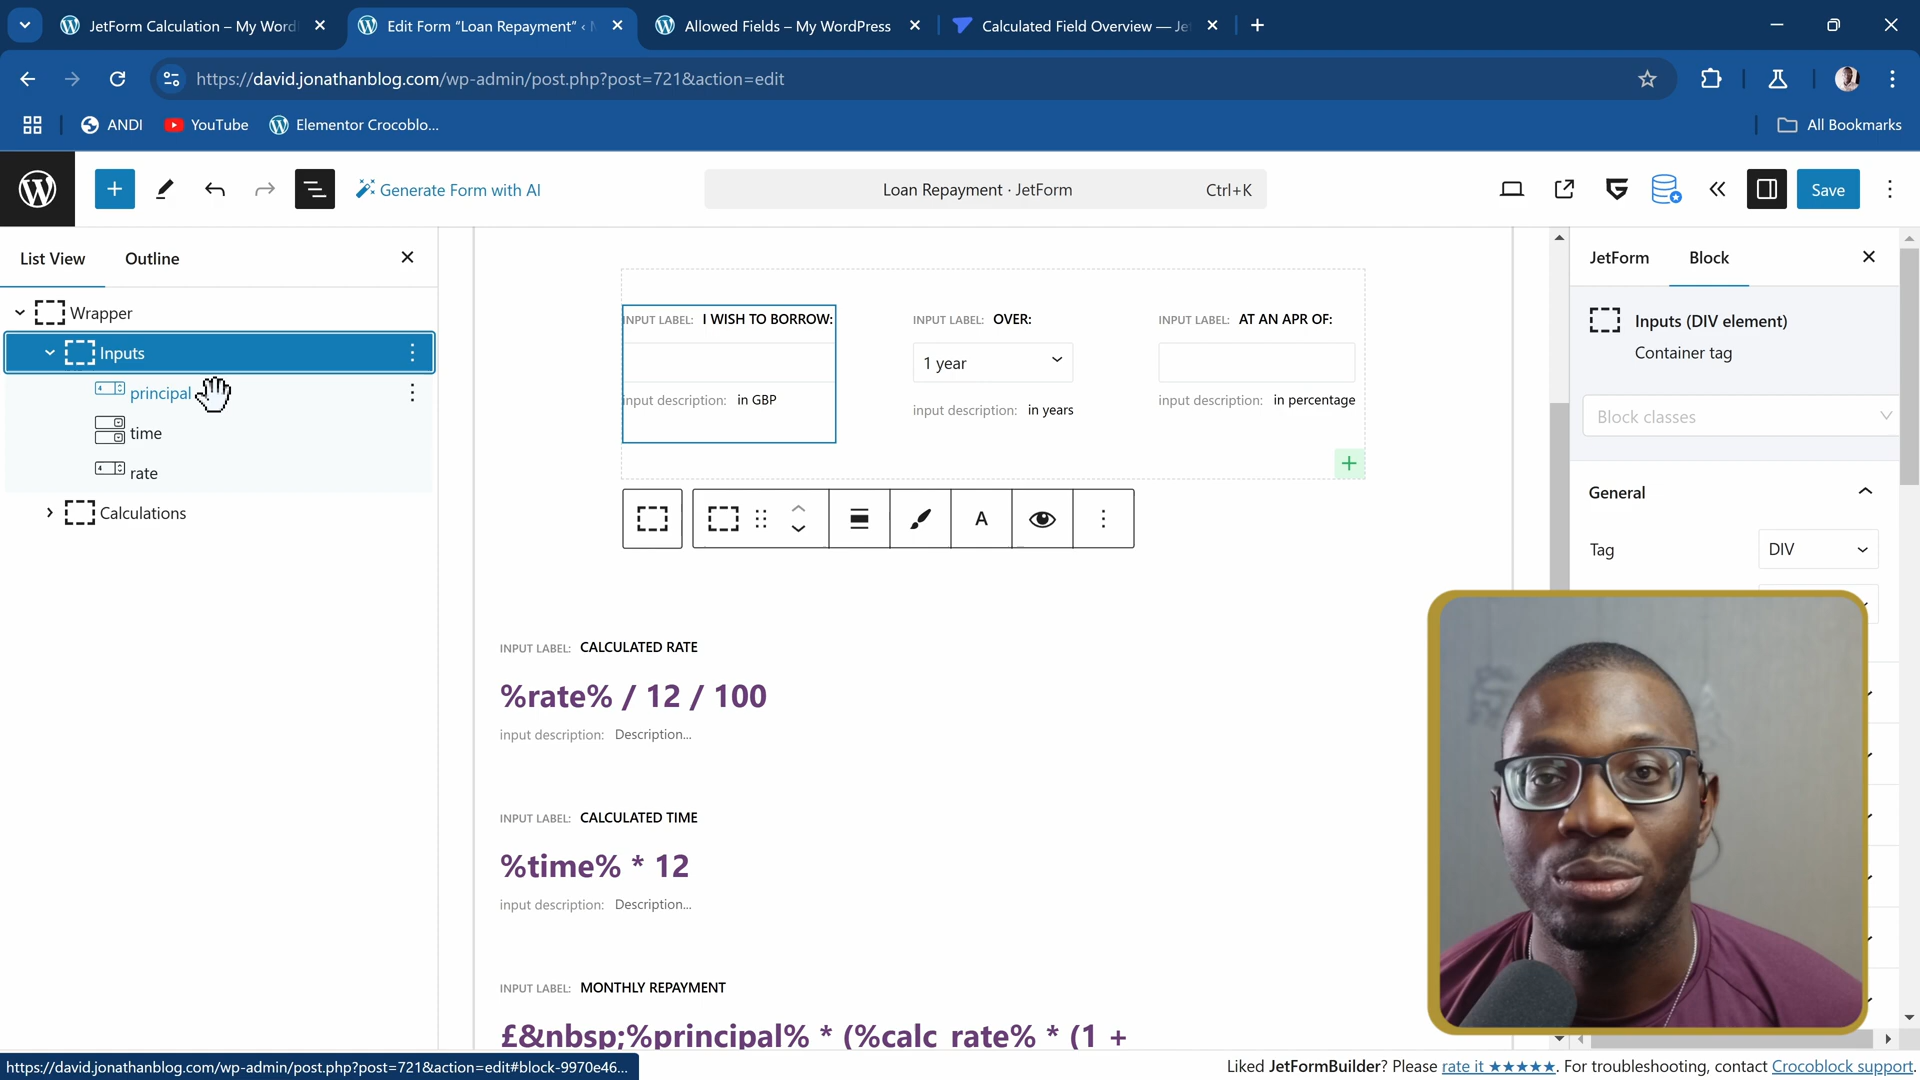 JetForm Calculation – My Word
Edit Form “Loan Repayment” ‹
Allowed Fields – My WordPress
Calculated Field Overview — Je
https://david.jonathanblog.com/wp-admin/post.php?post=721&action=edit
ANDI
YouTube
Elementor Crocoblo...
All Bookmarks
Generate Form with AI
Loan Repayment · JetForm
Ctrl+K
Save
List View
Outline
Wrapper
Inputs
principal
time
rate
Calculations
INPUT LABEL: I WISH TO BORROW:
input description: in GBP
INPUT LABEL: OVER:
1 year
input description: in years
INPUT LABEL: AT AN APR OF:
input description: in percentage
A
INPUT LABEL: CALCULATED RATE
%rate% / 12 / 100
input description: Description...
INPUT LABEL: CALCULATED TIME
%time% * 12
input description: Description...
INPUT LABEL: MONTHLY REPAYMENT
£&nbsp;%principal% * (%calc_rate% * (1 +
JetForm
Block
Inputs (DIV element)
Container tag
Block classes
General
Tag
DIV
https://david.jonathanblog.com/wp-admin/post.php?post=721&action=edit#block-9970e46...
Liked JetFormBuilder? Please rate it ★★★★★. For troubleshooting, contact Crocoblock support.